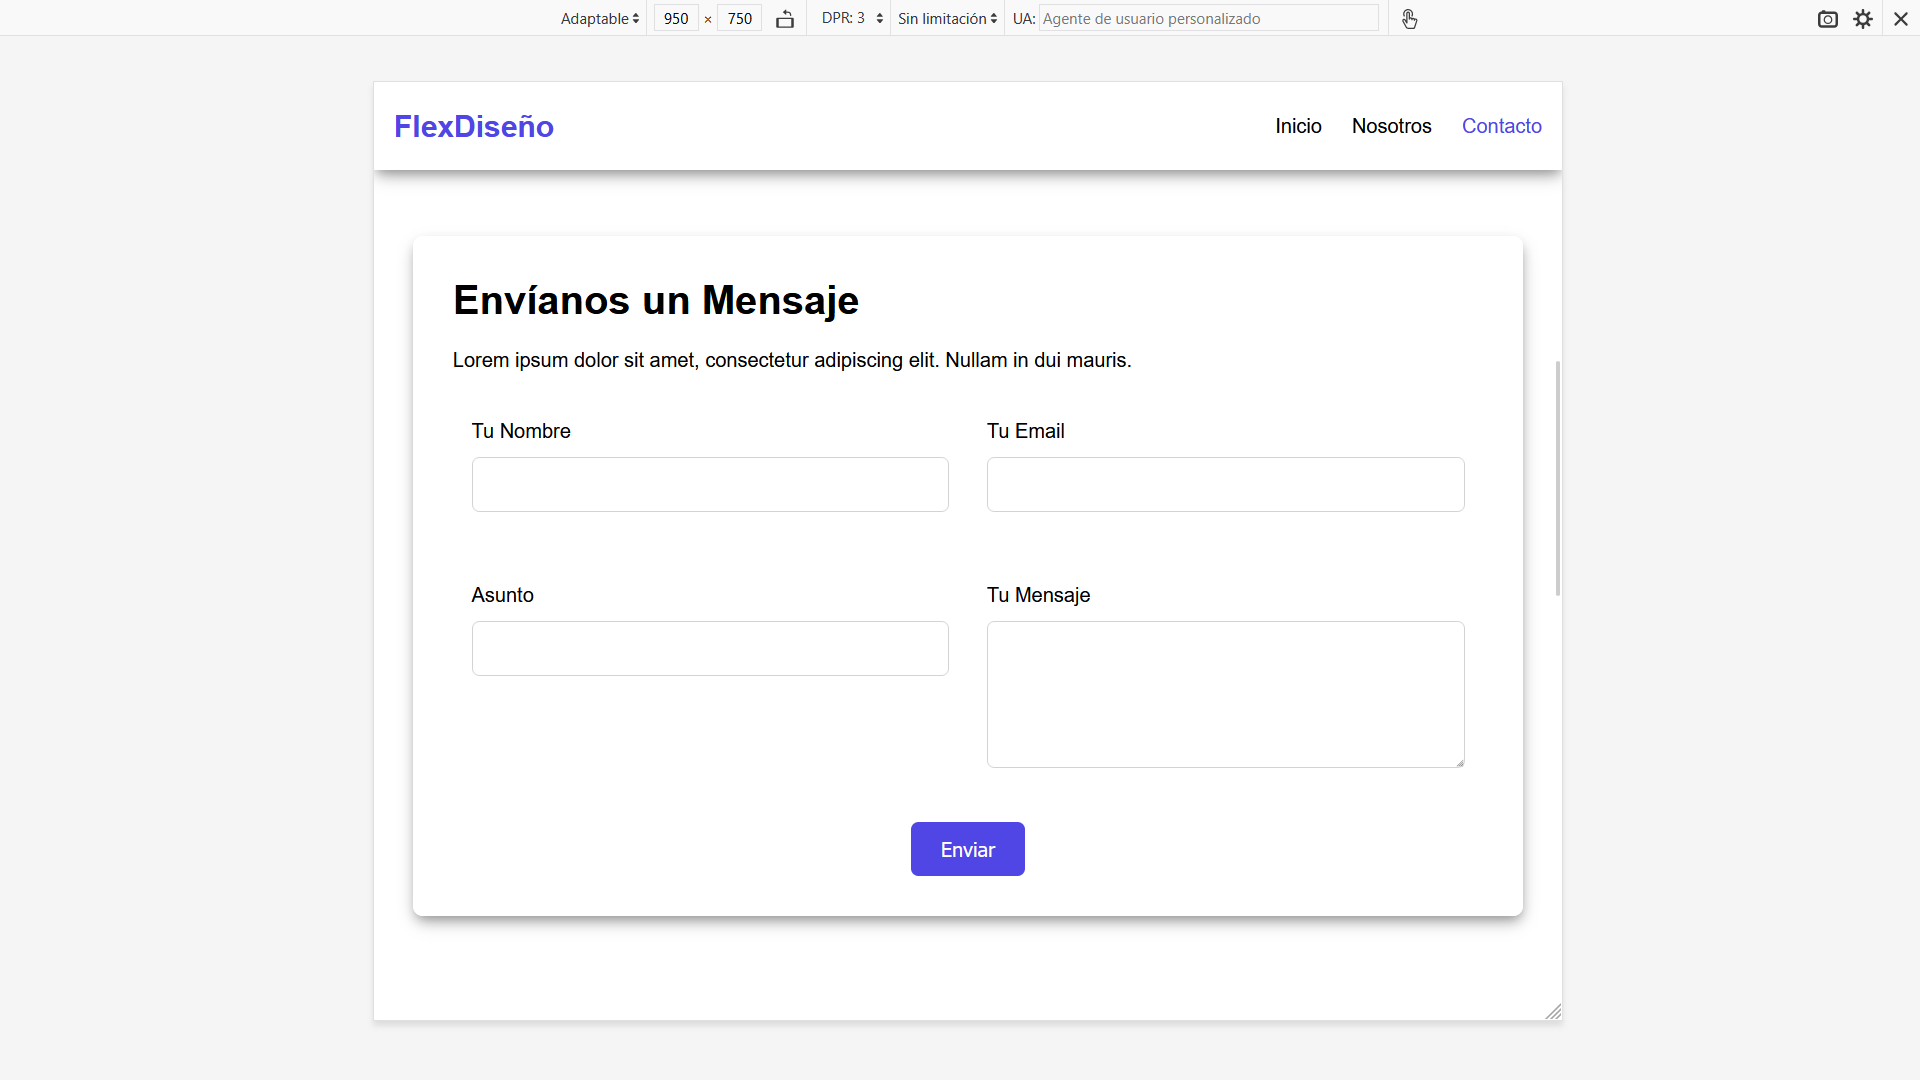 Adaptable 950 × 750 DPR: 3 Sin limitación UA: Agente de usuario personalizado
FlexDiseño Inicio Nosotros Contacto
Envíanos un Mensaje
Lorem ipsum dolor sit amet, consectetur adipiscing elit. Nullam in dui mauris.
Tu Nombre Tu Email
Asunto Tu Mensaje
Enviar